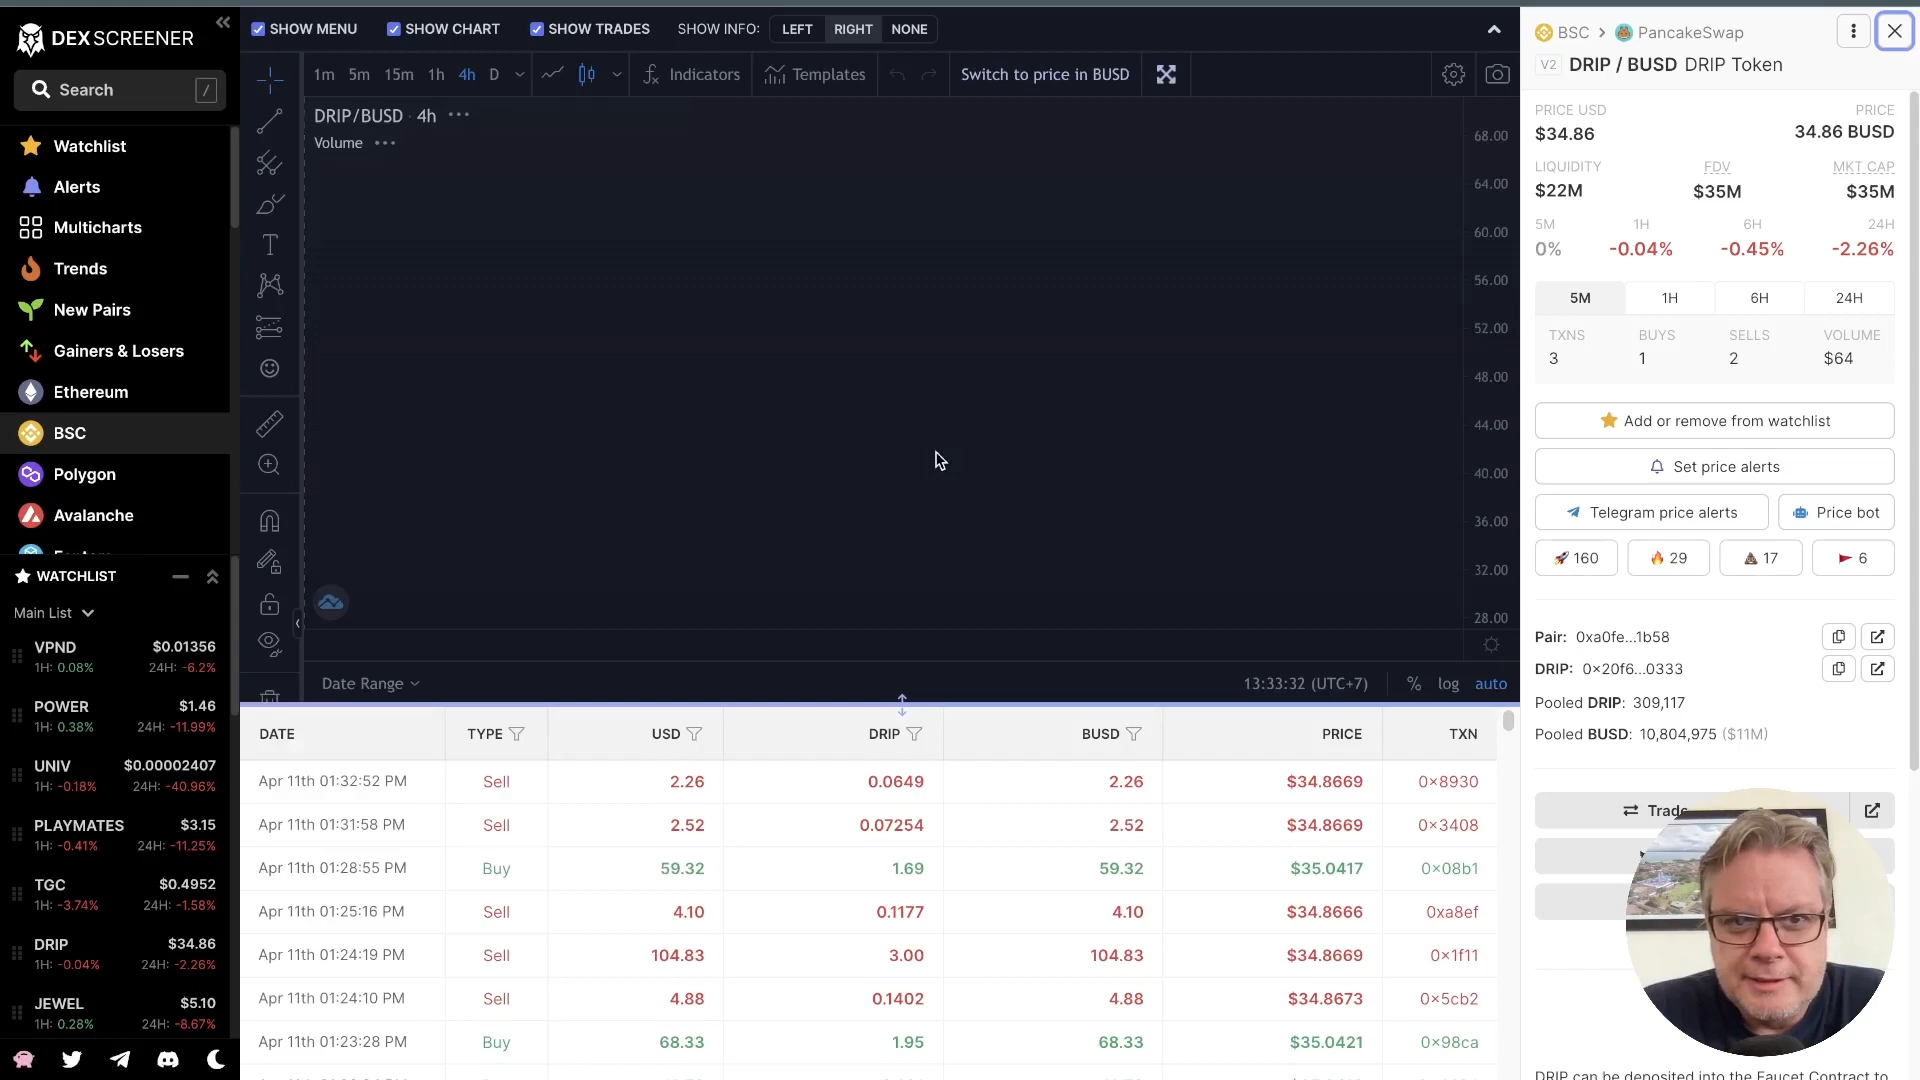 DEX SCREENER
Search /
Watchlist
Alerts
Multicharts
Trends
New Pairs
Gainers & Losers
Ethereum
BSC
Polygon
Avalanche
WATCHLIST
Main List
VPND $0.01356
1H: 0.08% 24H: -6.2%
POWER $1.46
1H: 0.38% 24H: -11.99%
UNIV $0.00002407
1H: -0.18% 24H: -40.96%
PLAYMATES $3.15
1H: -0.41% 24H: -11.25%
TGC $0.4952
1H: -3.74% 24H: -1.58%
DRIP $34.86
1H: -0.04% 24H: -2.26%
JEWEL $5.10
1H: 0.28% 24H: -8.67%
SHOW MENU SHOW CHART SHOW TRADES SHOW INFO: LEFT RIGHT NONE
1m 5m 15m 1h 4h D Indicators Templates Switch to price in BUSD
DRIP/BUSD · 4h
Volume
68.00
64.00
60.00
56.00
52.00
48.00
44.00
40.00
36.00
32.00
28.00
Date Range 13:33:32 (UTC+7) % log auto
DATE TYPE USD DRIP BUSD PRICE TXN
Apr 11th 01:32:52 PM Sell 2.26 0.0649 2.26 $34.8669 0x8930
Apr 11th 01:31:58 PM Sell 2.52 0.07254 2.52 $34.8669 0x3408
Apr 11th 01:28:55 PM Buy 59.32 1.69 59.32 $35.0417 0x08b1
Apr 11th 01:25:16 PM Sell 4.10 0.1177 4.10 $34.8666 0xa8ef
Apr 11th 01:24:19 PM Sell 104.83 3.00 104.83 $34.8669 0x1f11
Apr 11th 01:24:10 PM Sell 4.88 0.1402 4.88 $34.8673 0x5cb2
Apr 11th 01:23:28 PM Buy 68.33 1.95 68.33 $35.0421 0x98ca
BSC > PancakeSwap
V2 DRIP / BUSD DRIP Token
PRICE USD PRICE
$34.86 34.86 BUSD
LIQUIDITY FDV MKT CAP
$22M $35M $35M
5M 1H 6H 24H
0% -0.04% -0.45% -2.26%
5M 1H 6H 24H
TXNS BUYS SELLS VOLUME
3 1 2 $64
Add or remove from watchlist
Set price alerts
Telegram price alerts Price bot
160 29 17 6
Pair: 0xa0fe...1b58
DRIP: 0x20f6...0333
Pooled DRIP: 309,117
Pooled BUSD: 10,804,975 ($11M)
Trade
DRIP can be deposited into the Faucet Contract to